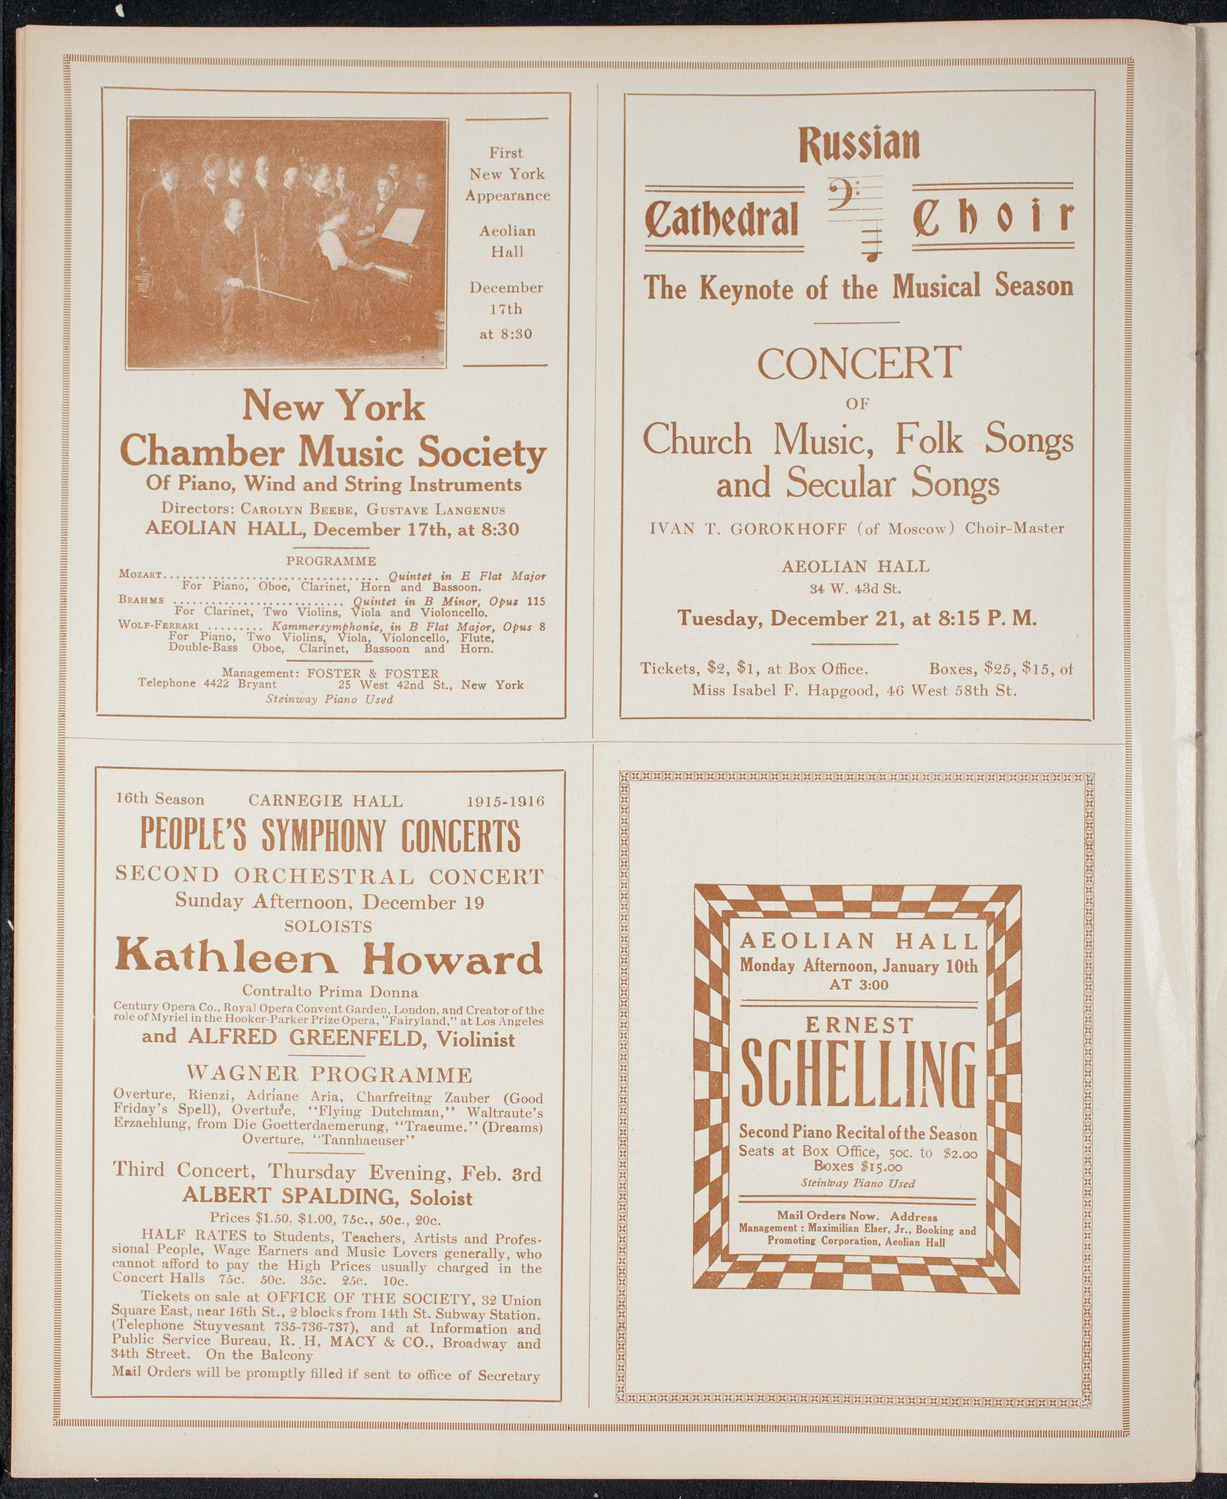 First
New York
Appearance
Aeolian
Hall
December
17th
at 8:30
New York
Chamber Music Society
Of Piano, Wind and String Instruments
Directors: CAROLYN BEEBE, GUSTAVE LANGENUS
AEOLIAN HALL, December 17th, at 8:30
PROGRAMME
MOZART................................. Quintet in E Flat Major
For Piano, Oboe, Clarinet, Horn and Bassoon.
BRAHMS .......................... Quintet in B Minor, Opus 115
For Clarinet, Two Violins, Viola and Violoncello.
WOLF-FERRARI ......... Kammersymphonie, in B Flat Major, Opus 8
For Piano, Two Violins, Viola, Violoncello, Flute,
Double-Bass Oboe, Clarinet, Bassoon and Horn.
Management: FOSTER & FOSTER
Telephone 4422 Bryant 25 West 42nd St., New York
Steinway Piano Used
Russian
Cathedral Choir
The Keynote of the Musical Season
CONCERT
OF
Church Music, Folk Songs
and Secular Songs
IVAN T. GOROKHOFF (of Moscow) Choir-Master
AEOLIAN HALL
34 W. 43d St.
Tuesday, December 21, at 8:15 P. M.
Tickets, $2, $1, at Box Office. Boxes, $25, $15, of
Miss Isabel F. Hapgood, 46 West 58th St.
16th Season CARNEGIE HALL 1915-1916
PEOPLE'S SYMPHONY CONCERTS
SECOND ORCHESTRAL CONCERT
Sunday Afternoon, December 19
SOLOISTS
Kathleen Howard
Contralto Prima Donna
Century Opera Co., Royal Opera Convent Garden, London, and Creator of the
role of Myriel in the Hooker-Parker Prize Opera, "Fairyland," at Los Angeles
and ALFRED GREENFELD, Violinist
WAGNER PROGRAMME
Overture, Rienzi, Adriane Aria, Charfreitag Zauber (Good
Friday's Spell), Overture, "Flying Dutchman," Waltraute's
Erzaehlung, from Die Goetterdaemerung, "Traeume." (Dreams)
Overture, "Tannhaeuser"
Third Concert, Thursday Evening, Feb. 3rd
ALBERT SPALDING, Soloist
Prices $1.50, $1.00, 75c., 50c., 20c.
HALF RATES to Students, Teachers, Artists and Profes-
sional People, Wage Earners and Music Lovers generally, who
cannot afford to pay the High Prices usually charged in the
Concert Halls 75c. 50c. 35c. 25c. 10c.
Tickets on sale at OFFICE OF THE SOCIETY, 32 Union
Square East, near 16th St., 2 blocks from 14th St. Subway Station.
(Telephone Stuyvesant 735-736-737), and at Information and
Public Service Bureau, R. H, MACY & CO., Broadway and
34th Street. On the Balcony
Mail Orders will be promptly filled if sent to office of Secretary
AEOLIAN HALL
Monday Afternoon, January 10th
AT 3:00
ERNEST
SCHELLING
Second Piano Recital of the Season
Seats at Box Office, 50c. to $2.00
Boxes $15.00
Steinway Piano Used
Mail Orders Now. Address
Management: Maximilian Elser, Jr., Booking and
Promoting Corporation, Aeolian Hall